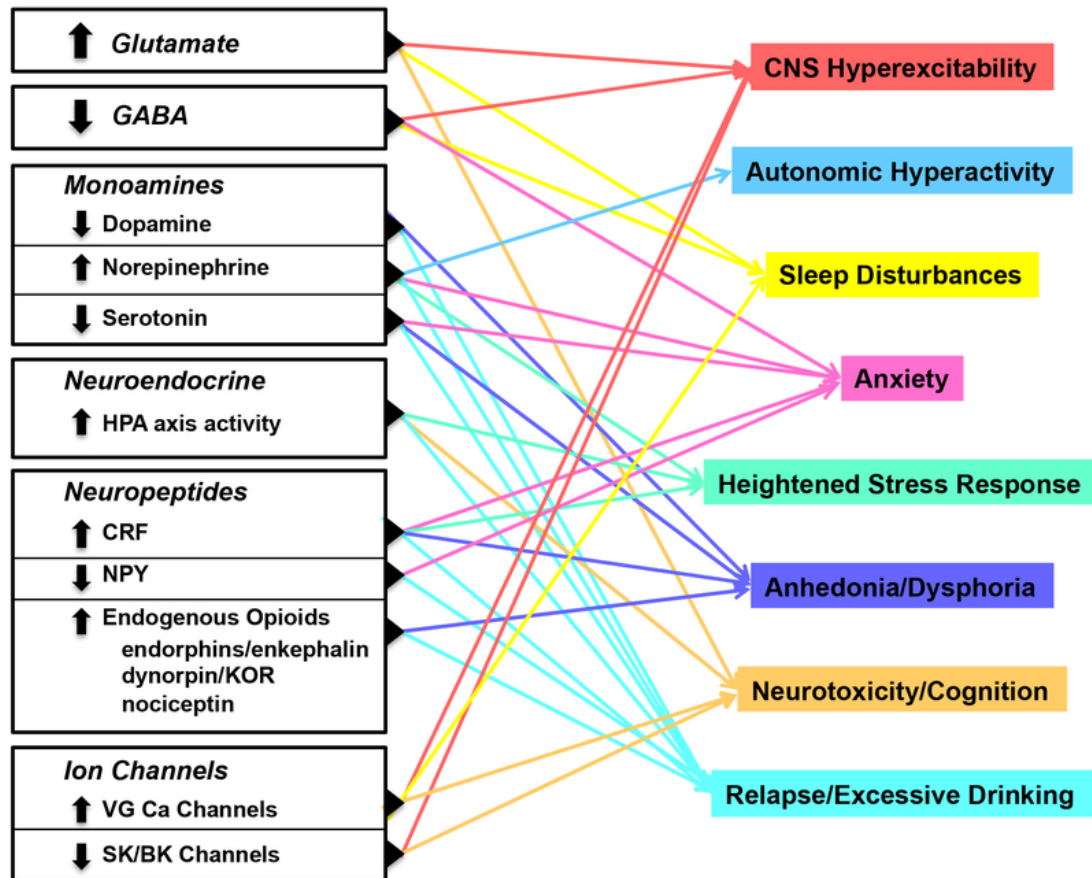 Glutamate
GABA
Monoamines
Dopamine
Norepinephrine
Serotonin
Neuroendocrine
HPA axis activity
Neuropeptides
CRF
NPY
Endogenous Opioids
endorphins/enkephalin
dynorpin/KOR
nociceptin
Ion Channels
VG Ca Channels
SK/BK Channels
CNS Hyperexcitability
Autonomic Hyperactivity
Sleep Disturbances
Anxiety
Heightened Stress Response
Anhedonia/Dysphoria
Neurotoxicity/Cognition
Relapse/Excessive Drinking